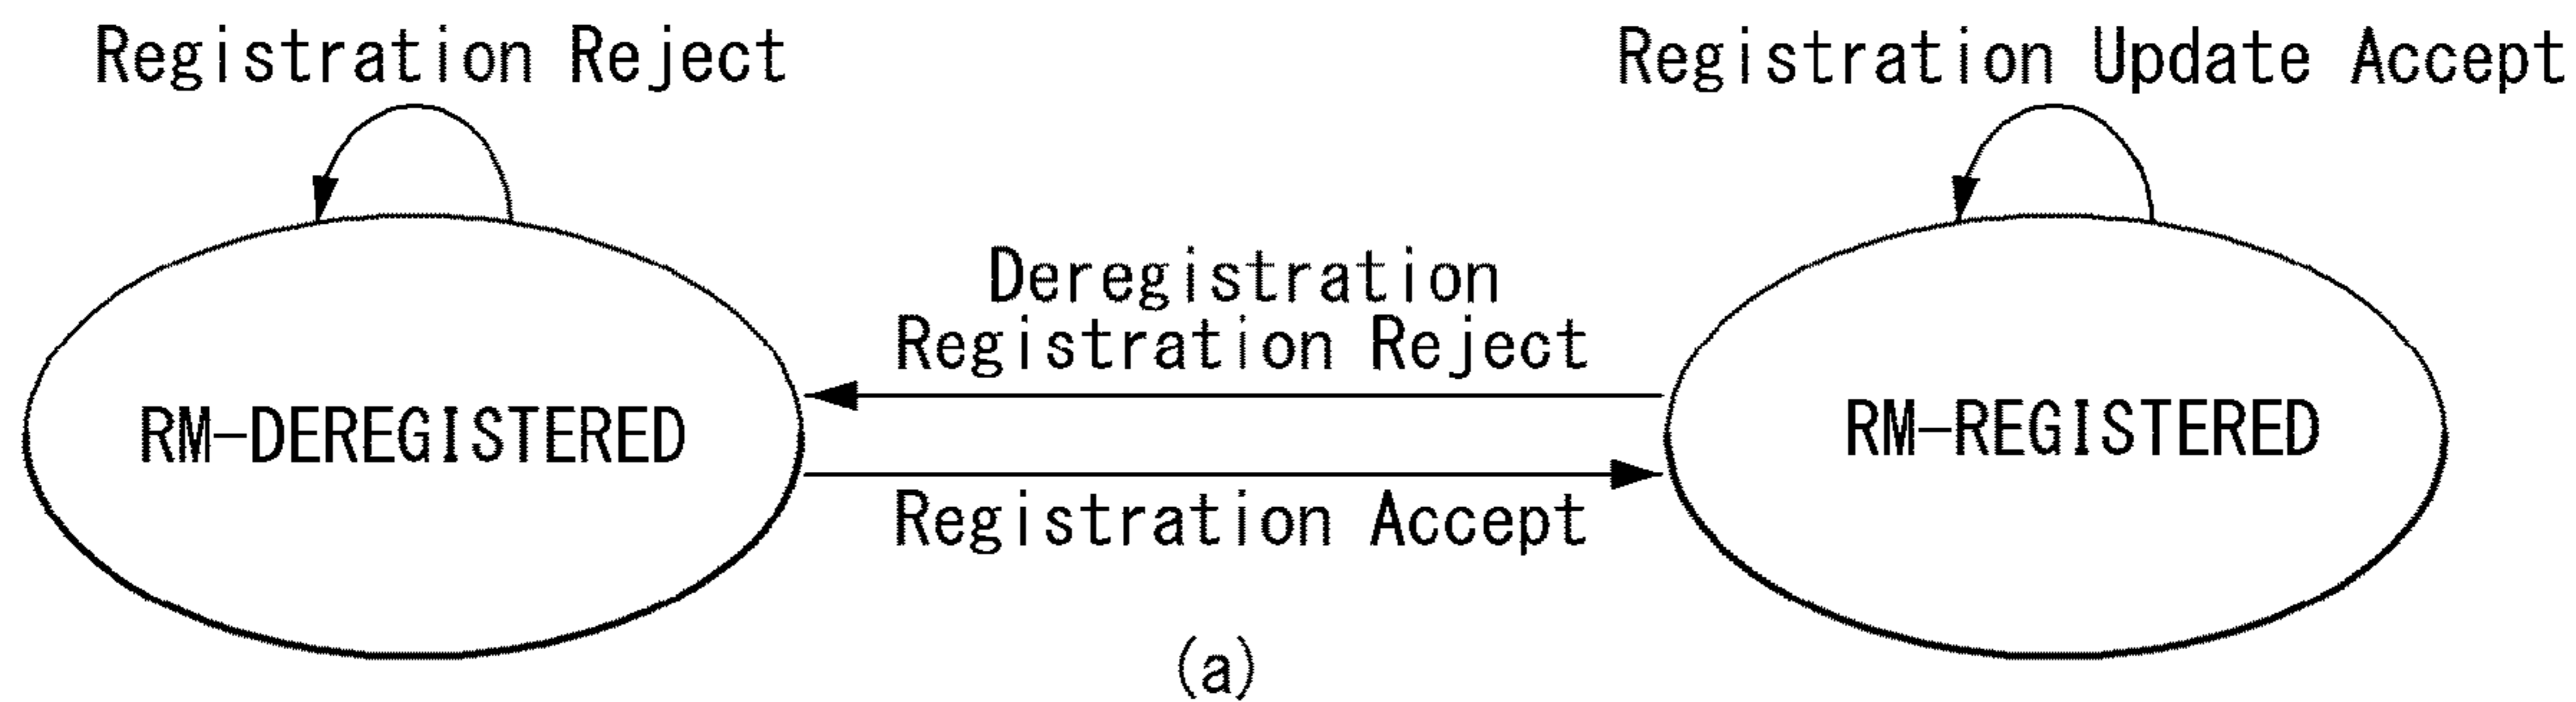 Registration Reject
Registration Update Accept
Deregistration
Registration Reject
RM-DEREGISTERED
RM-REGISTERED
Registration Accept
(a)